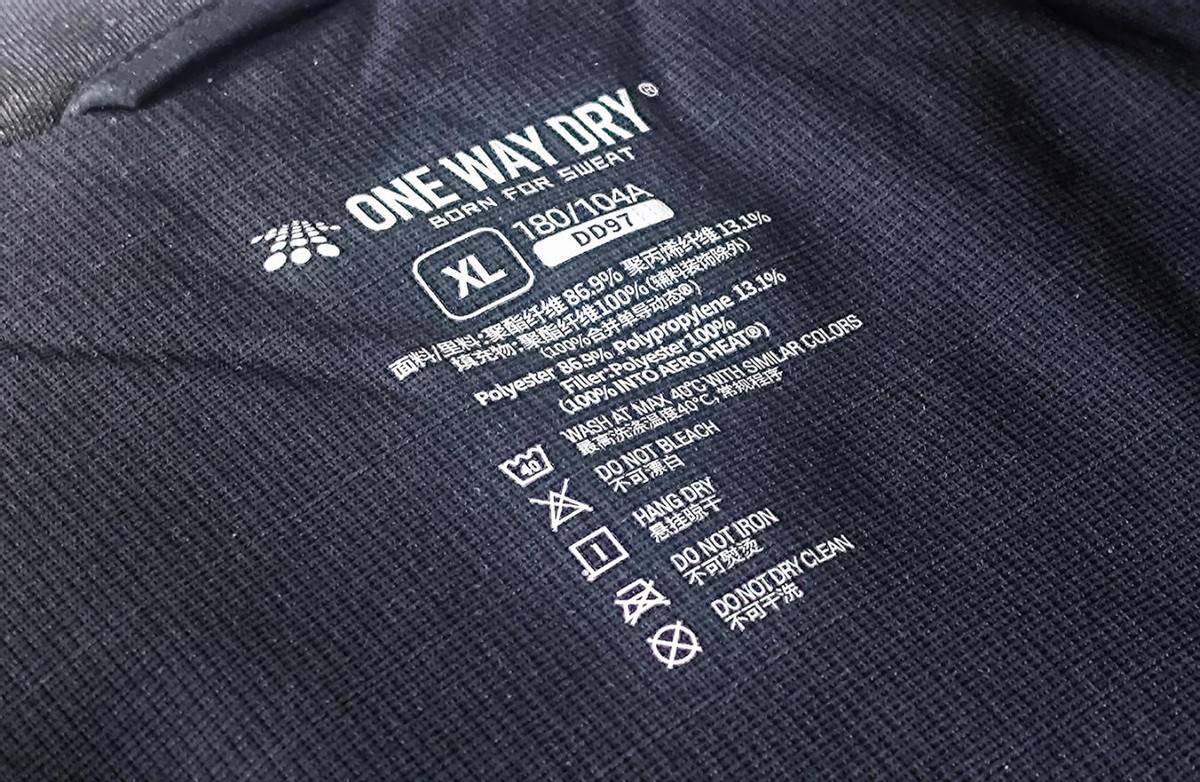 ONE WAY DRY®
BORN FOR SWEAT
XL
180/104A
DD97
面料/里料:聚酯纤维 86.9% 聚丙烯纤维 13.1%
填充物:聚酯纤维100%(辅料装饰除外)
(100%合并单导动态®)
Polyester 86.9% Polypropylene 13.1%
Filler:Polyester 100%
(100% INTO AERO HEAT®)
40
WASH AT MAX 40°C WITH SIMILAR COLORS
最高洗涤温度40°C,常规程序
DO NOT BLEACH
不可漂白
HANG DRY
悬挂晾干
DO NOT IRON
不可熨烫
DO NOT DRY CLEAN
不可干洗